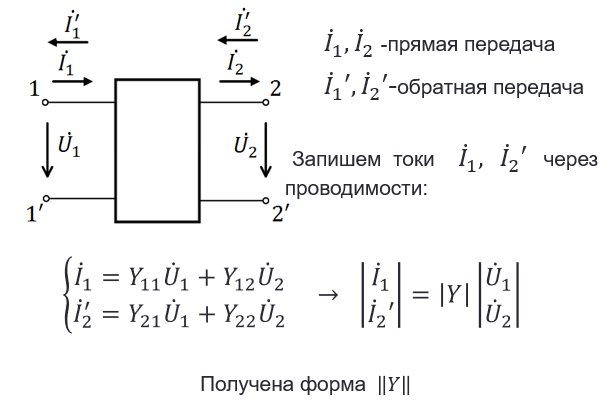 İ₁′ İ₂′
İ₁ İ₂
1 2
U̇₁ U̇₂
1′ 2′
İ₁, İ₂ -прямая передача
İ₁′, İ₂′-обратная передача
Запишем токи İ₁, İ₂′ через
проводимости:
{İ₁ = Y₁₁U̇₁ + Y₁₂U̇₂
İ₂′ = Y₂₁U̇₁ + Y₂₂U̇₂ → |İ₁ İ₂′| = |Y| |U̇₁ U̇₂|
Получена форма ||Y||